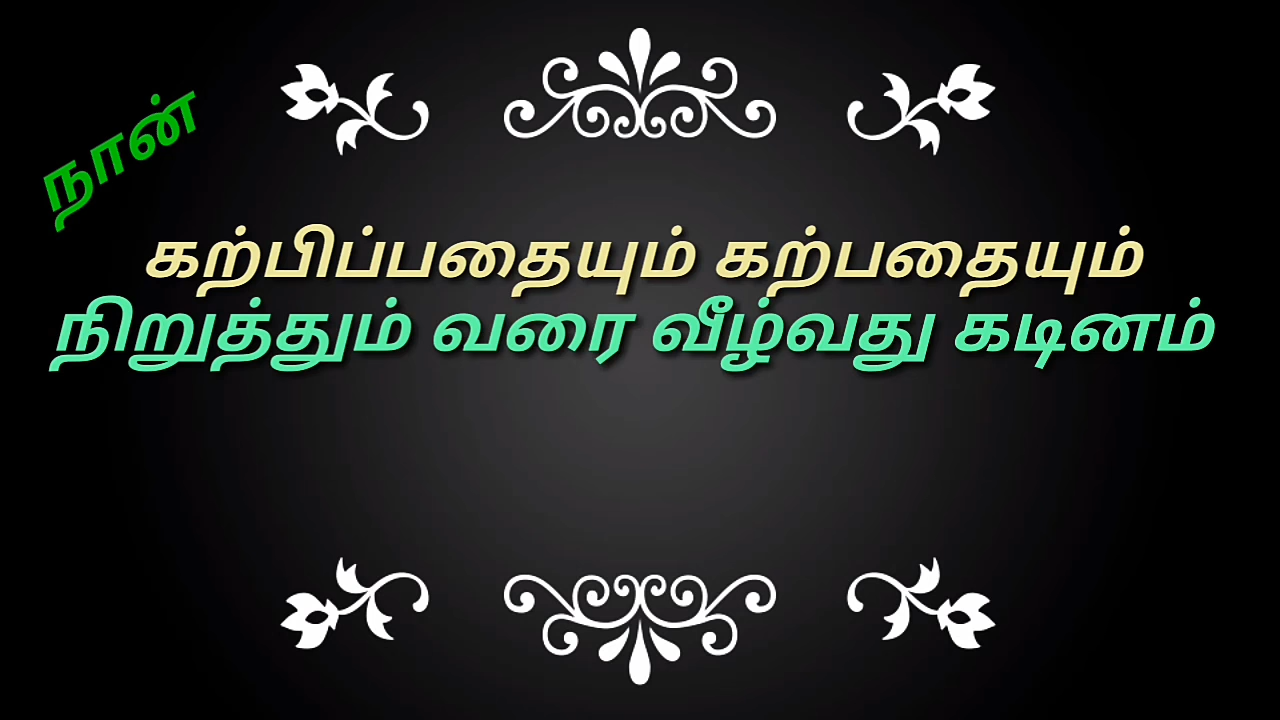 நான்
கற்பிப்பதையும் கற்பதையும்
நிறுத்தும் வரை வீழ்வது கடினம்